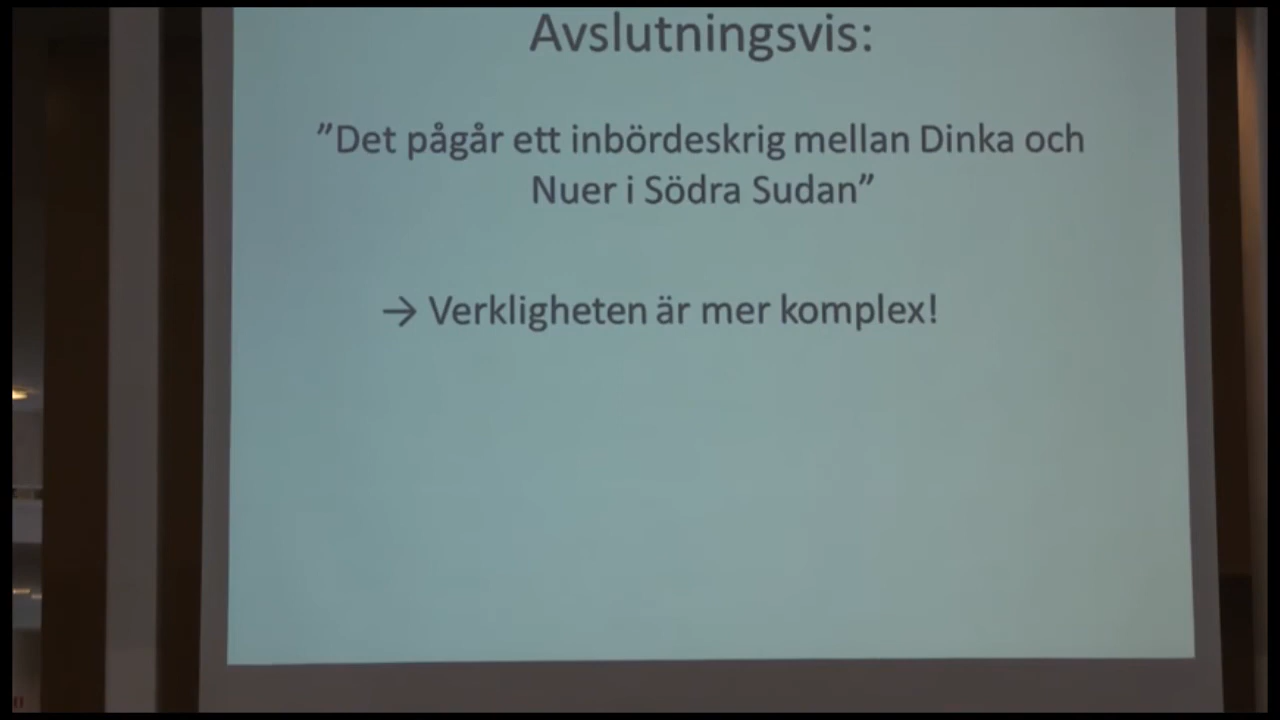 Avslutningsvis:
”Det pågår ett inbördeskrig mellan Dinka och
Nuer i Södra Sudan”
→ Verkligheten är mer komplex!